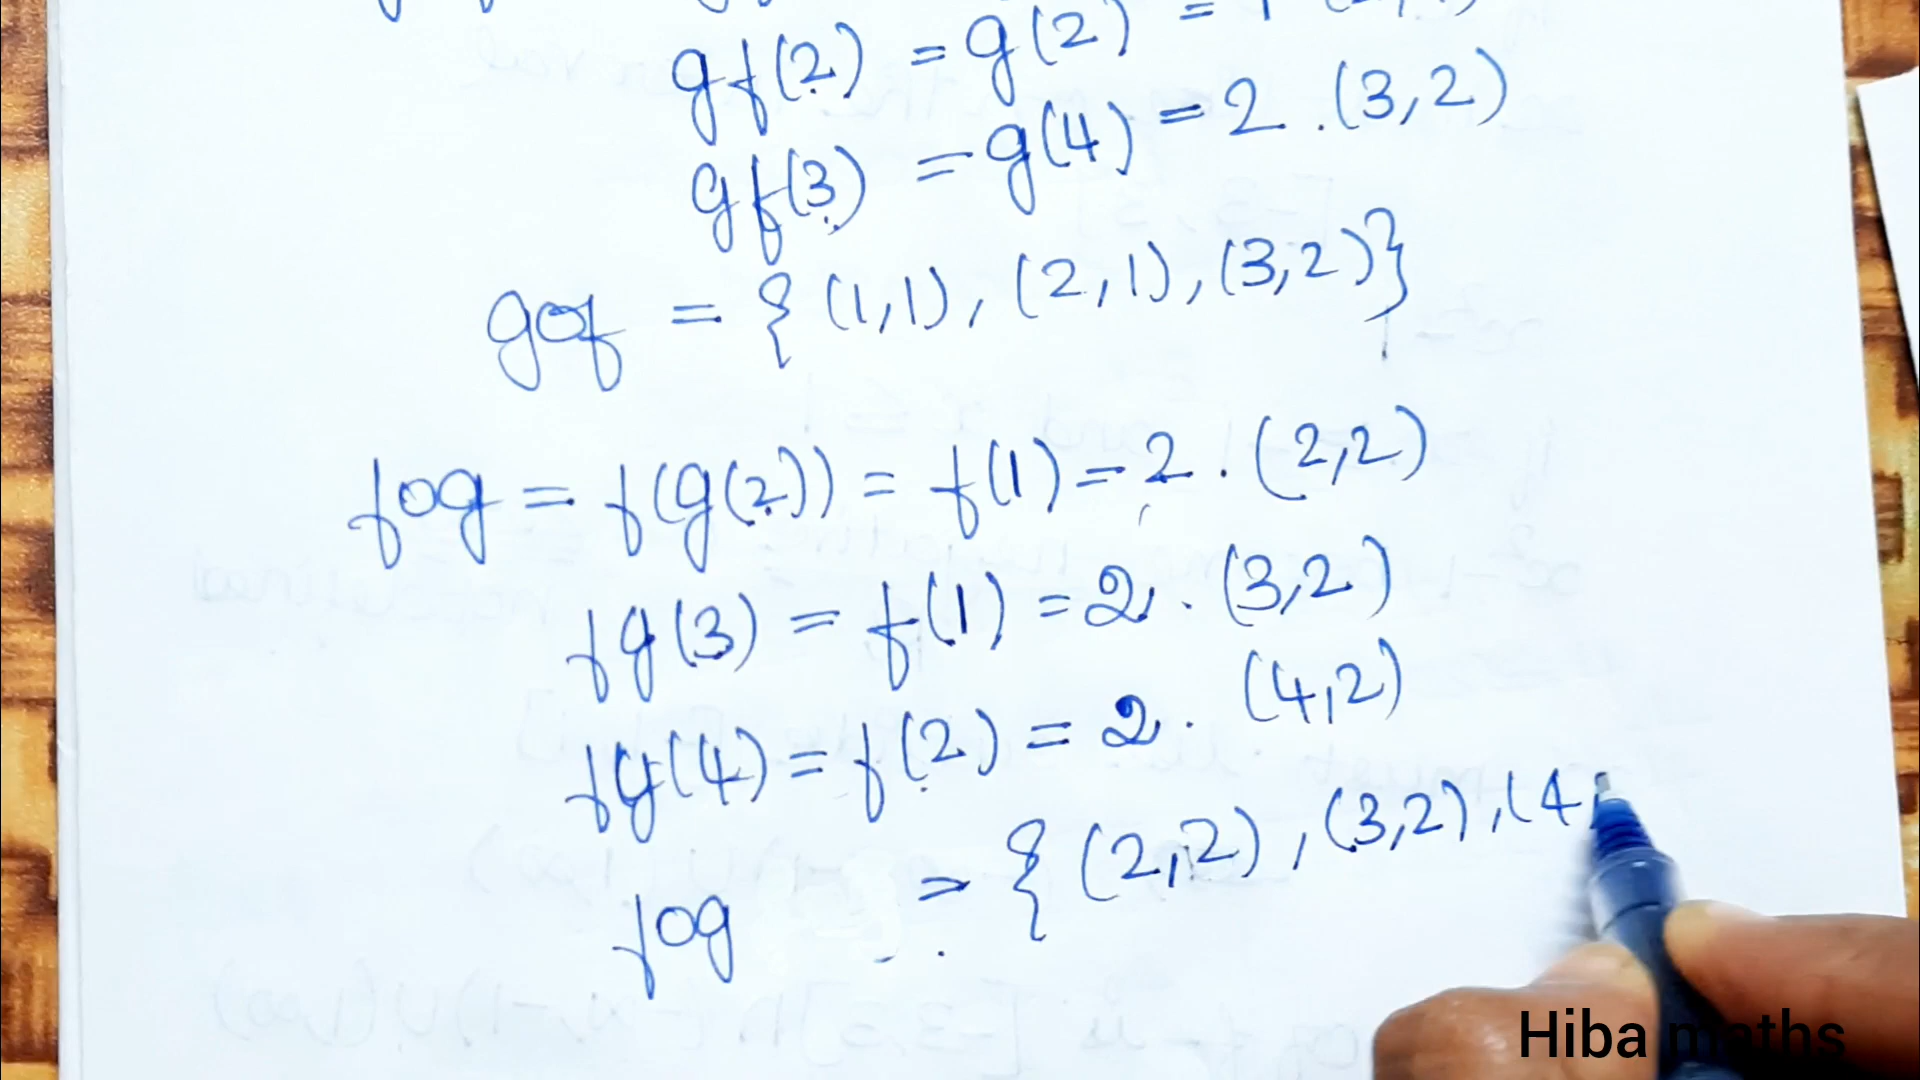 gf(2) = g(2) =
gf(3) = g(4) = 2 . (3,2)
gof = {(1,1), (2,1), (3,2)}
fog = f(g(2)) = f(1) = 2 . (2,2)
fg(3) = f(1) = 2 . (3,2)
fg(4) = f(2) = 2 . (4,2)
fog = {(2,2), (3,2), (4,
Hiba maths